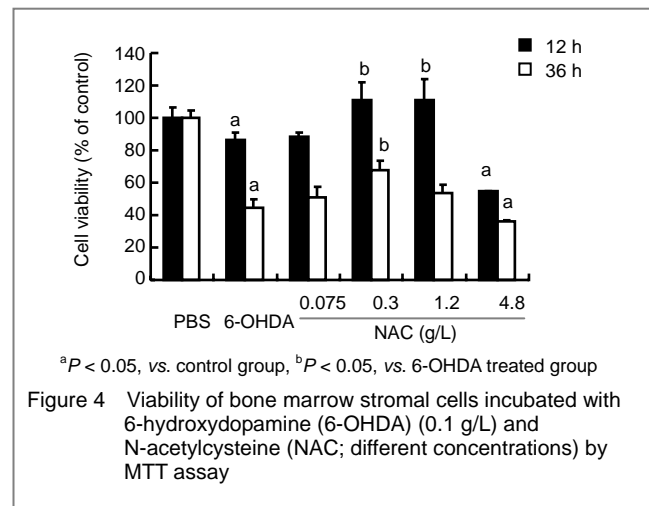 12 h
36 h
140
120
100
80
60
40
20
0
Cell viability (% of control)
a
a
b
b
b
a
a
0.075 0.3 1.2 4.8
PBS 6-OHDA NAC (g/L)
aP < 0.05, vs. control group, bP < 0.05, vs. 6-OHDA treated group
Figure 4 Viability of bone marrow stromal cells incubated with
6-hydroxydopamine (6-OHDA) (0.1 g/L) and
N-acetylcysteine (NAC; different concentrations) by
MTT assay